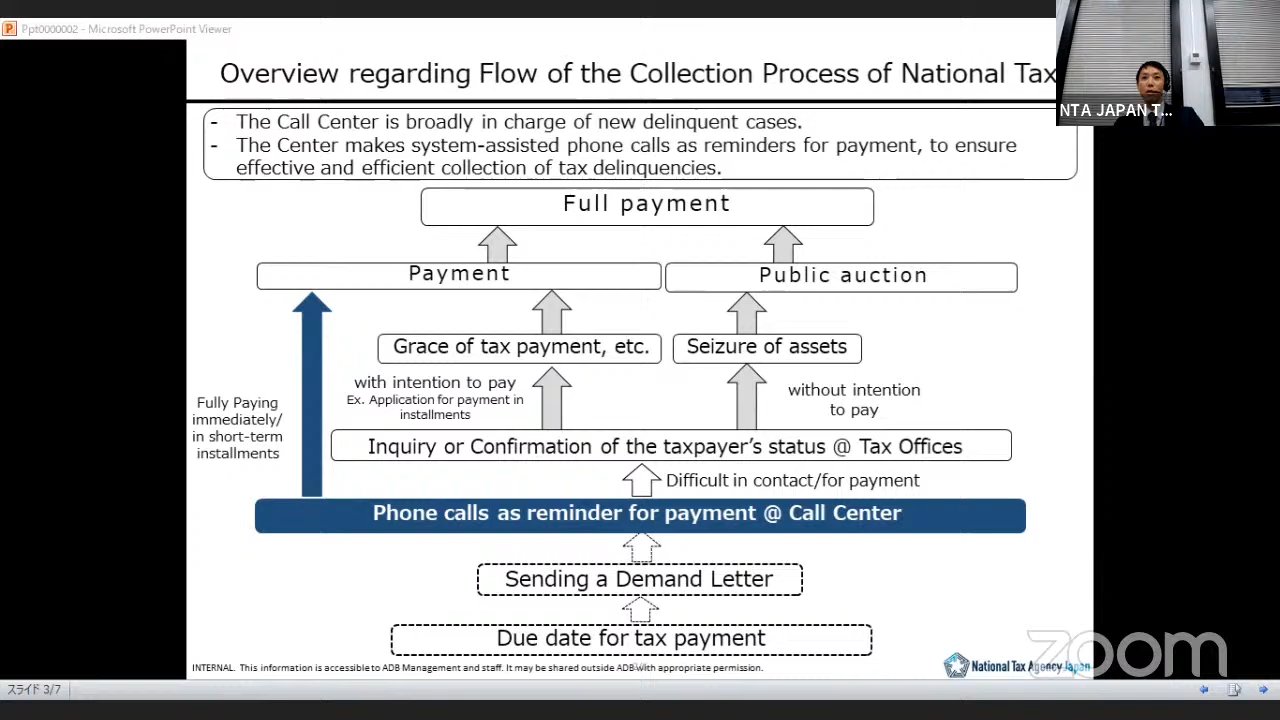 Ppt0000002 - Microsoft PowerPoint Viewer
Overview regarding Flow of the Collection Process of National Tax
NTA JAPAN T...
- The Call Center is broadly in charge of new delinquent cases.
- The Center makes system-assisted phone calls as reminders for payment, to ensure
effective and efficient collection of tax delinquencies.
Full payment
Payment
Public auction
Grace of tax payment, etc.
Seizure of assets
with intention to pay
Ex. Application for payment in
installments
without intention
to pay
Fully Paying
immediately/
in short-term
installments
Inquiry or Confirmation of the taxpayer's status @ Tax Offices
Difficult in contact/for payment
Phone calls as reminder for payment @ Call Center
Sending a Demand Letter
Due date for tax payment
INTERNAL. This information is accessible to ADB Management and staff. It may be shared outside ADB with appropriate permission.
National Tax Agency Japan
zoom
スライド 3/7